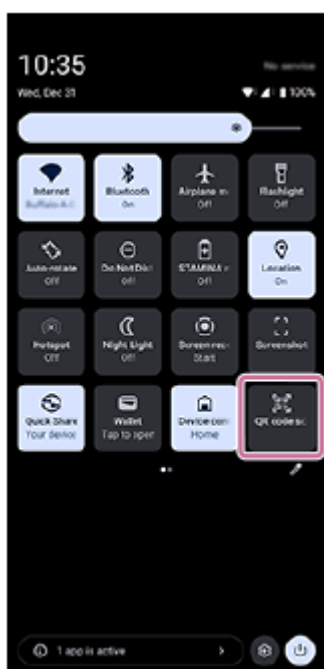 10:35
No service
Wed, Dec 31
100%
Internet
Buffalo-A-
Bluetooth
On
Airplane m
Off
Flashlight
Off
Auto-rotate
Off
Do Not Dist
Off
STAMINA
Off
Location
On
Hotspot
Off
Night Light
Off
Screen rec
Start
Screenshot
Quick Share
Your device
Wallet
Tap to open
Device con
Home
QR code sc
1 app is active